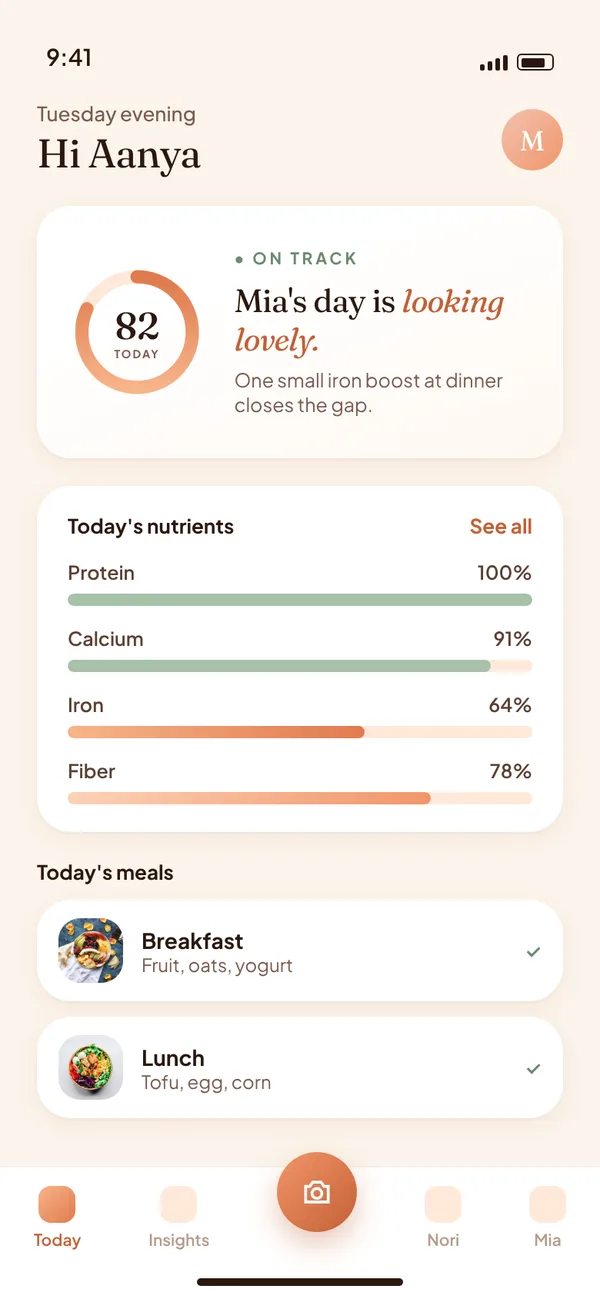 9:41
Tuesday evening
Hi Aanya
M
• ON TRACK
Mia's day is looking
lovely.
82
TODAY
One small iron boost at dinner
closes the gap.
Today's nutrients
See all
Protein
100%
Calcium
91%
Iron
64%
Fiber
78%
Today's meals
Breakfast
Fruit, oats, yogurt
Lunch
Tofu, egg, corn
Today
Insights
Nori
Mia